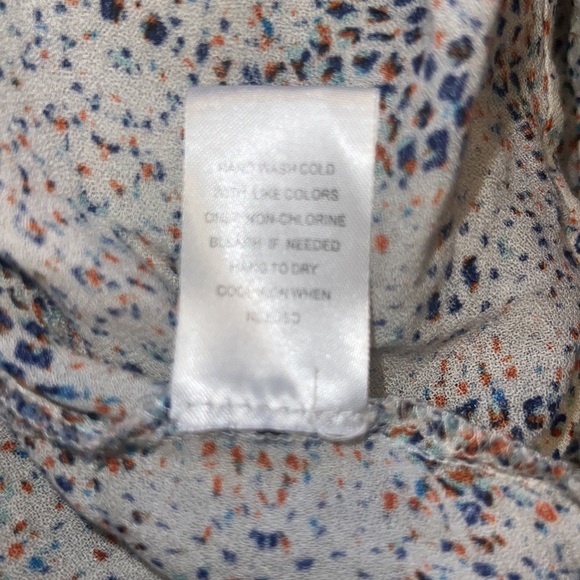 HAND WASH COLD
WITH LIKE COLORS
ONLY NON-CHLORINE
BLEACH IF NEEDED
HANG TO DRY
COOL IRON WHEN
NEEDED